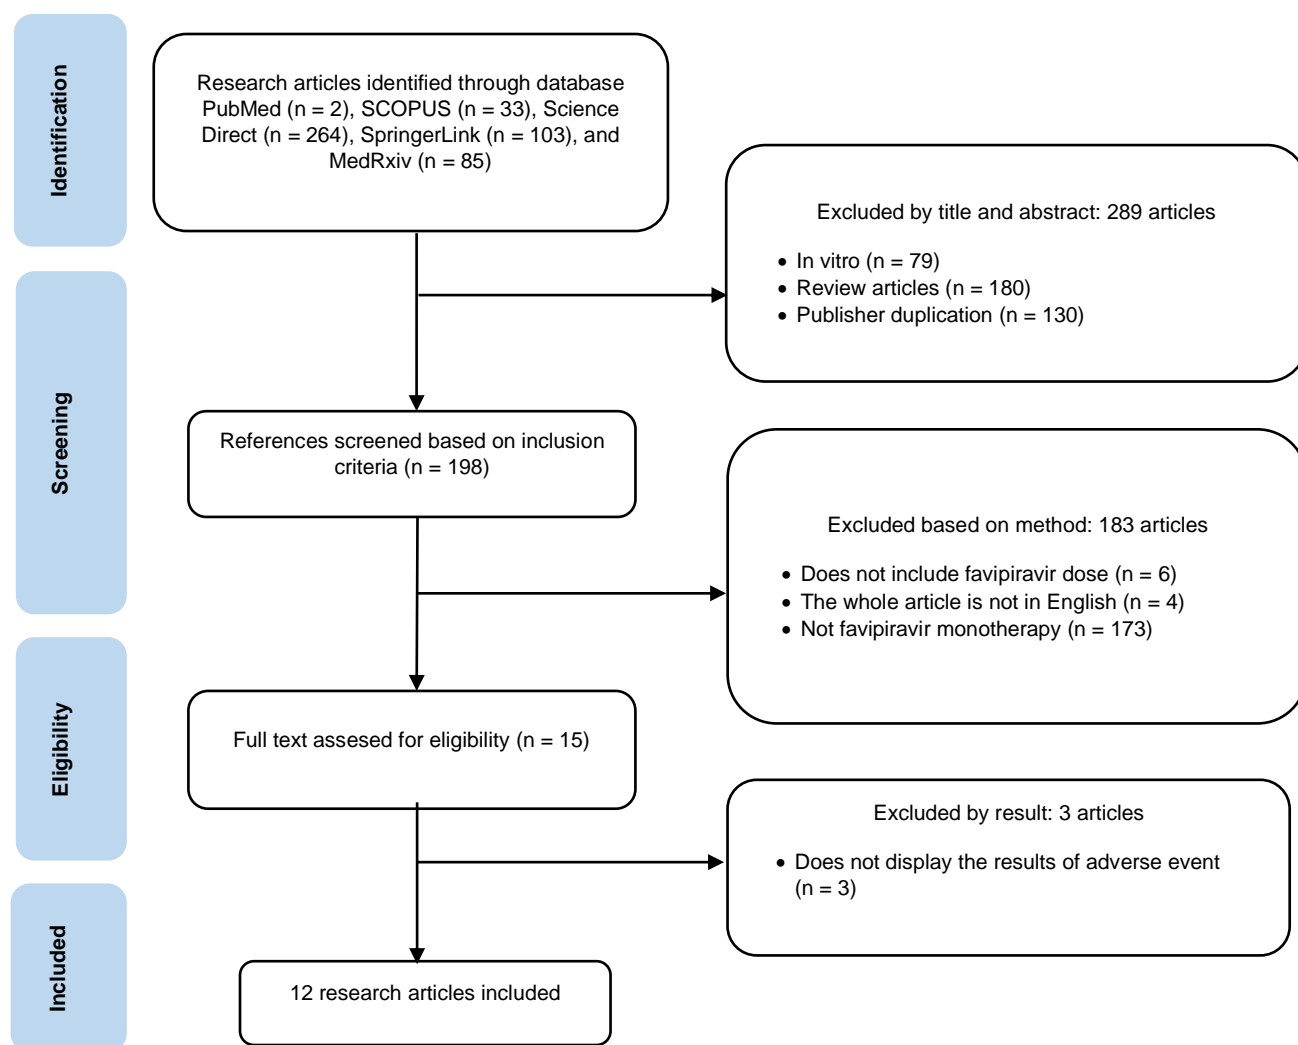 Identification
Research articles identified through database
PubMed (n = 2), SCOPUS (n = 33), Science
Direct (n = 264), SpringerLink (n = 103), and
MedRxiv (n = 85)
Excluded by title and abstract: 289 articles
• In vitro (n = 79)
• Review articles (n = 180)
• Publisher duplication (n = 130)
Screening
References screened based on inclusion
criteria (n = 198)
Excluded based on method: 183 articles
• Does not include favipiravir dose (n = 6)
• The whole article is not in English (n = 4)
• Not favipiravir monotherapy (n = 173)
Eligibility
Full text assesed for eligibility (n = 15)
Excluded by result: 3 articles
• Does not display the results of adverse event
(n = 3)
Included
12 research articles included